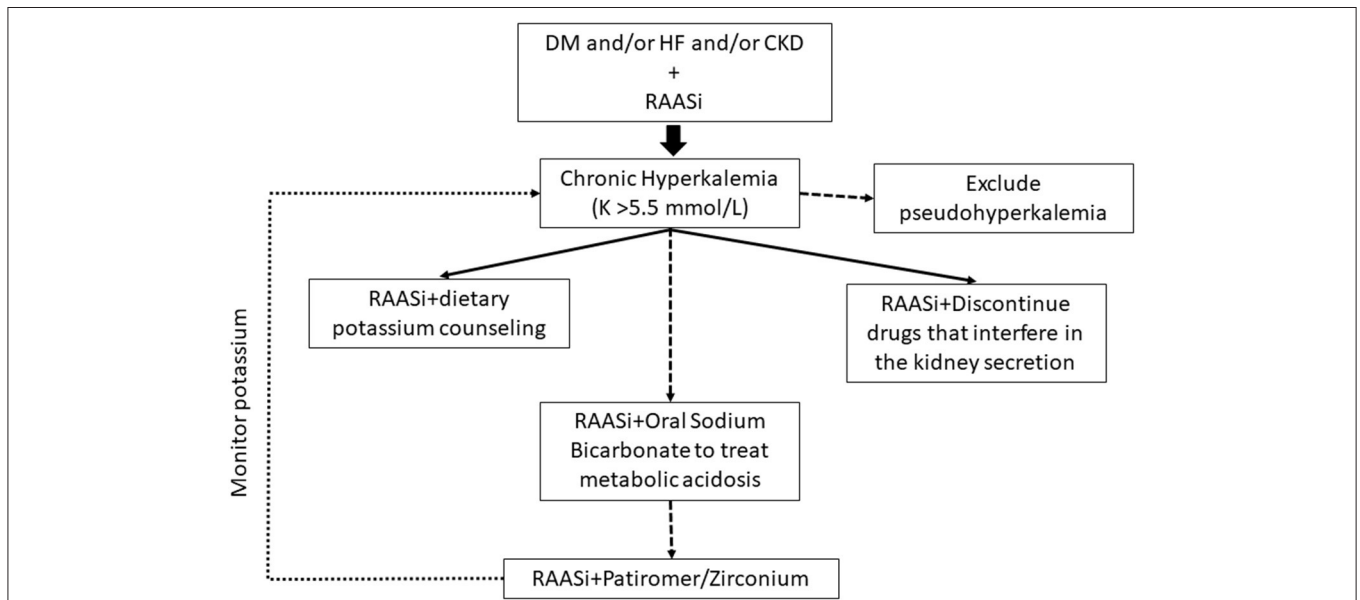 DM and/or HF and/or CKD
+
RAASi
Chronic Hyperkalemia
(K >5.5 mmol/L)
Exclude
pseudohyperkalemia
RAASi+dietary
potassium counseling
RAASi+Discontinue
drugs that interfere in
the kidney secretion
Monitor potassium
RAASi+Oral Sodium
Bicarbonate to treat
metabolic acidosis
RAASi+Patiromer/Zirconium